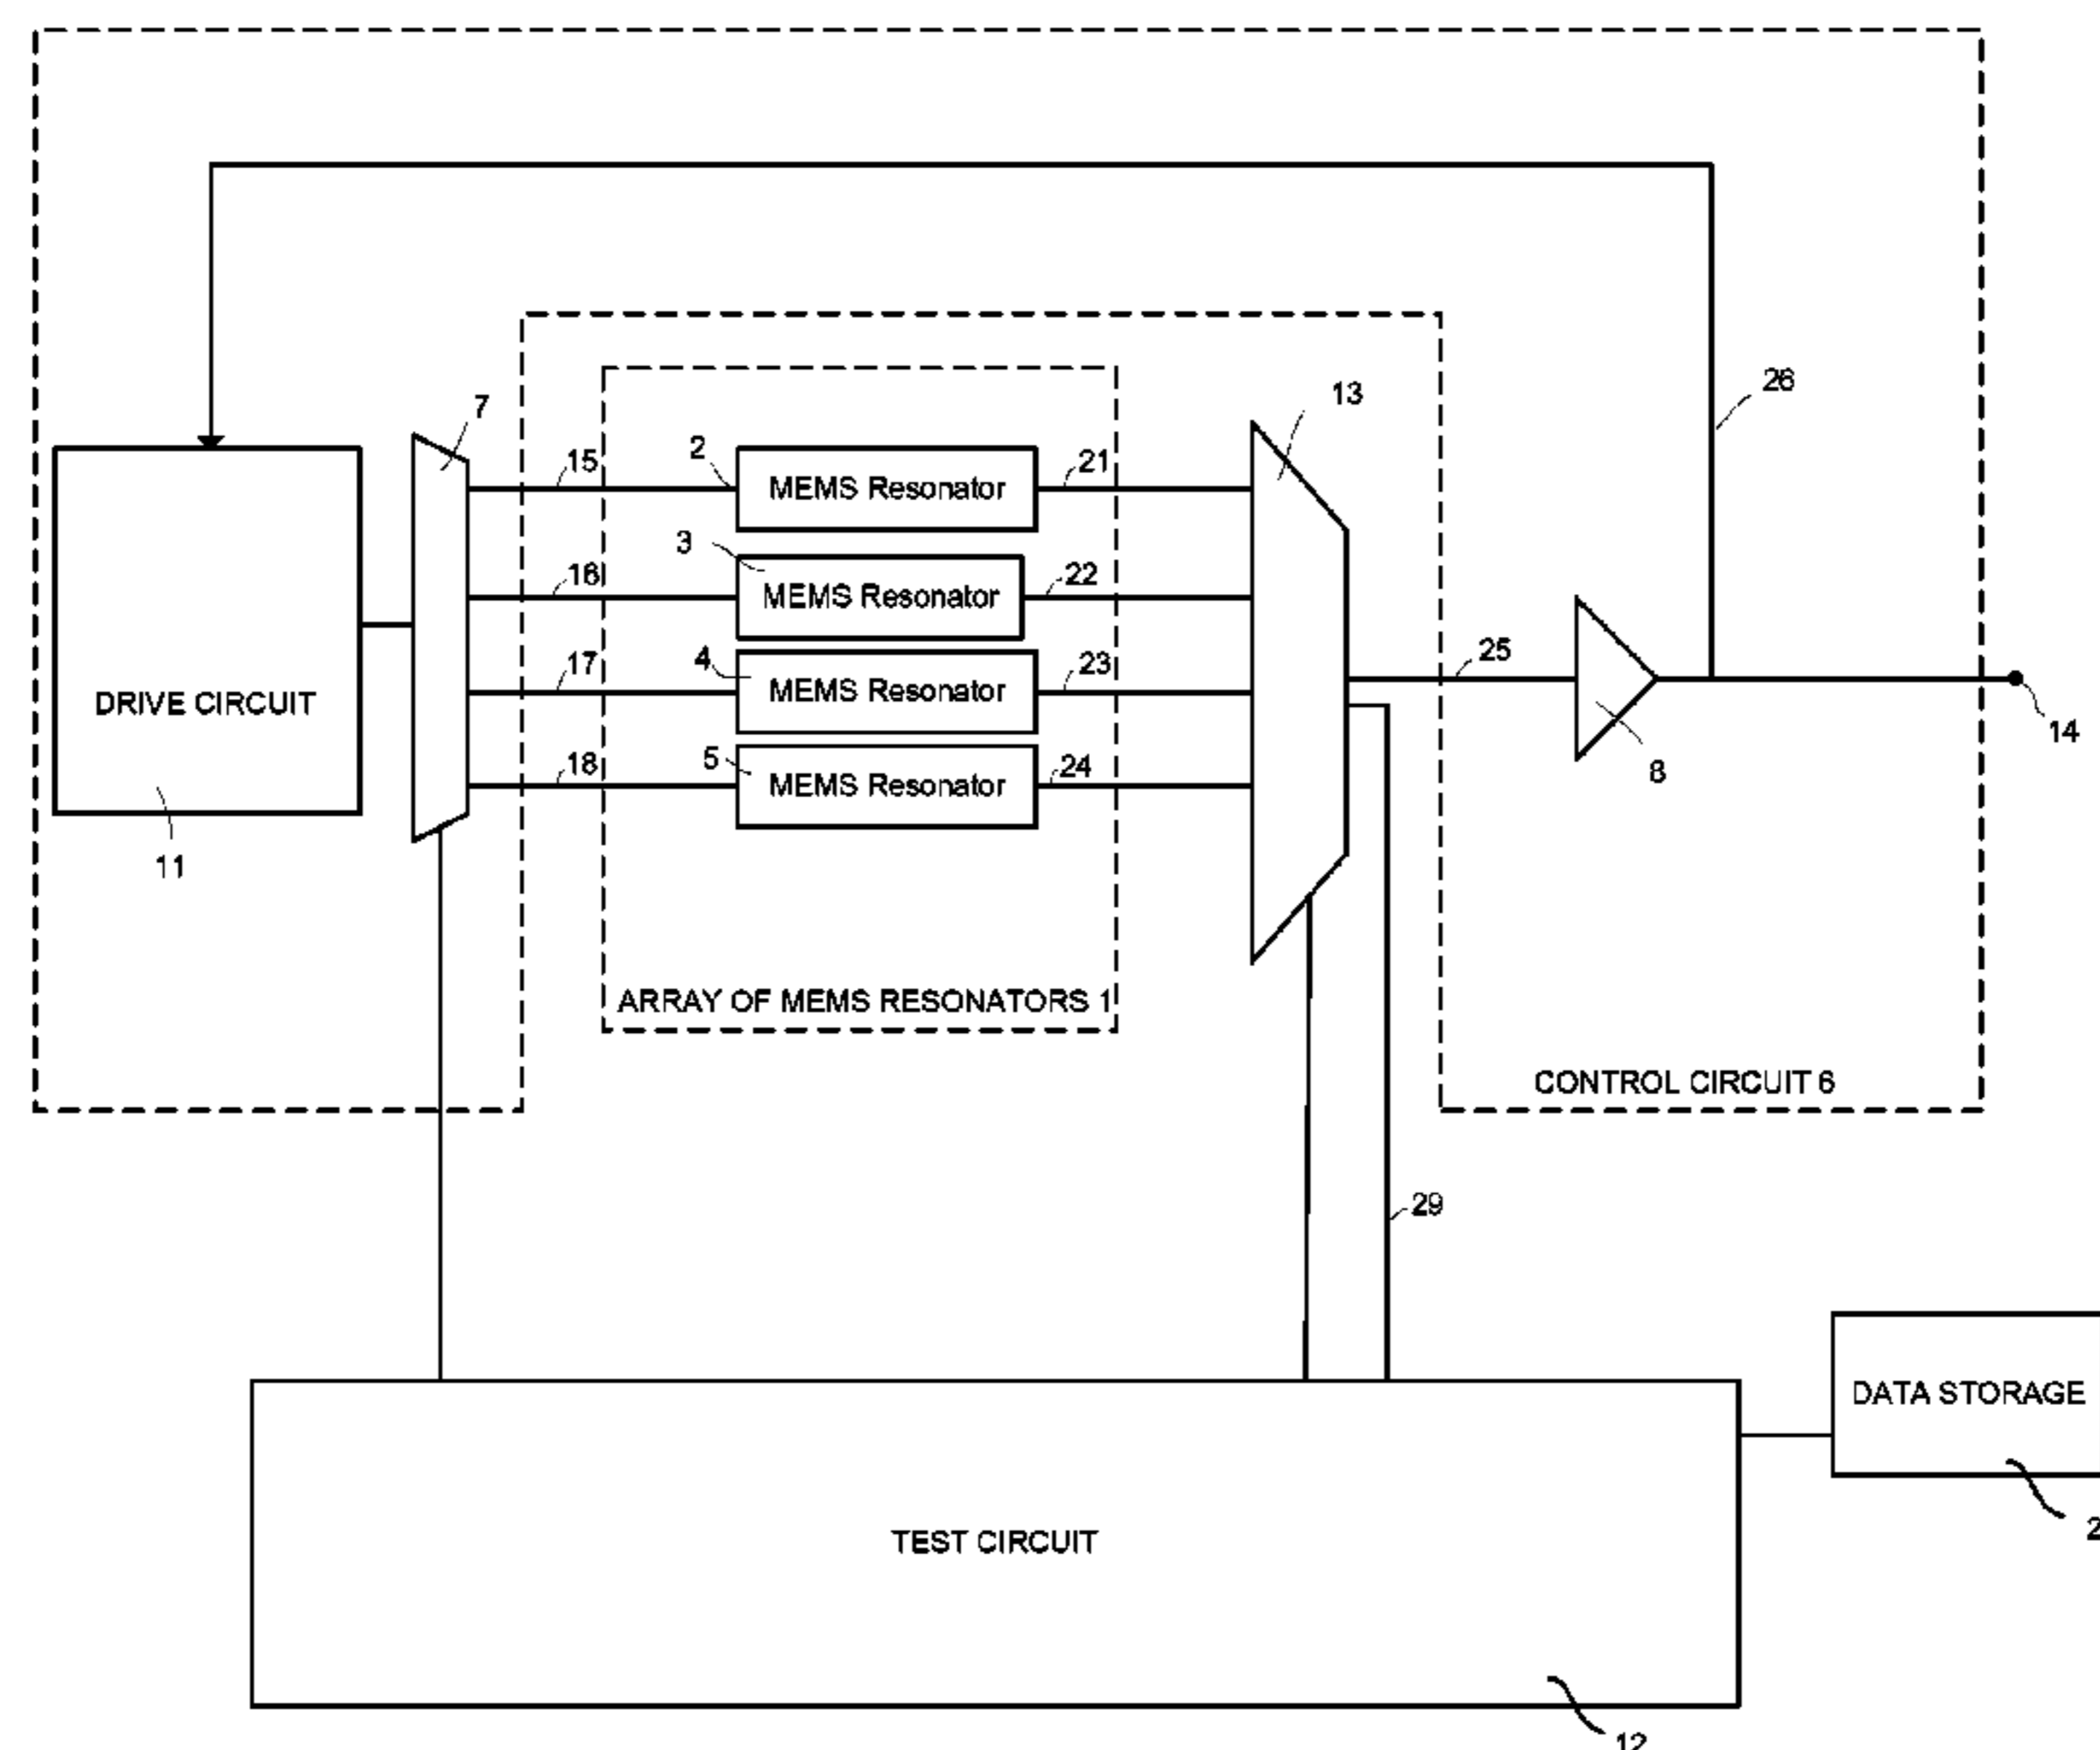 26
7
13
15
2
MEMS Resonator
21
3
16
MEMS Resonator
22
DRIVE CIRCUIT
17
4
MEMS Resonator
23
25
14
18
5
MEMS Resonator
24
8
11
ARRAY OF MEMS RESONATORS 1
CONTROL CIRCUIT 6
29
DATA STORAGE
TEST CIRCUIT
12